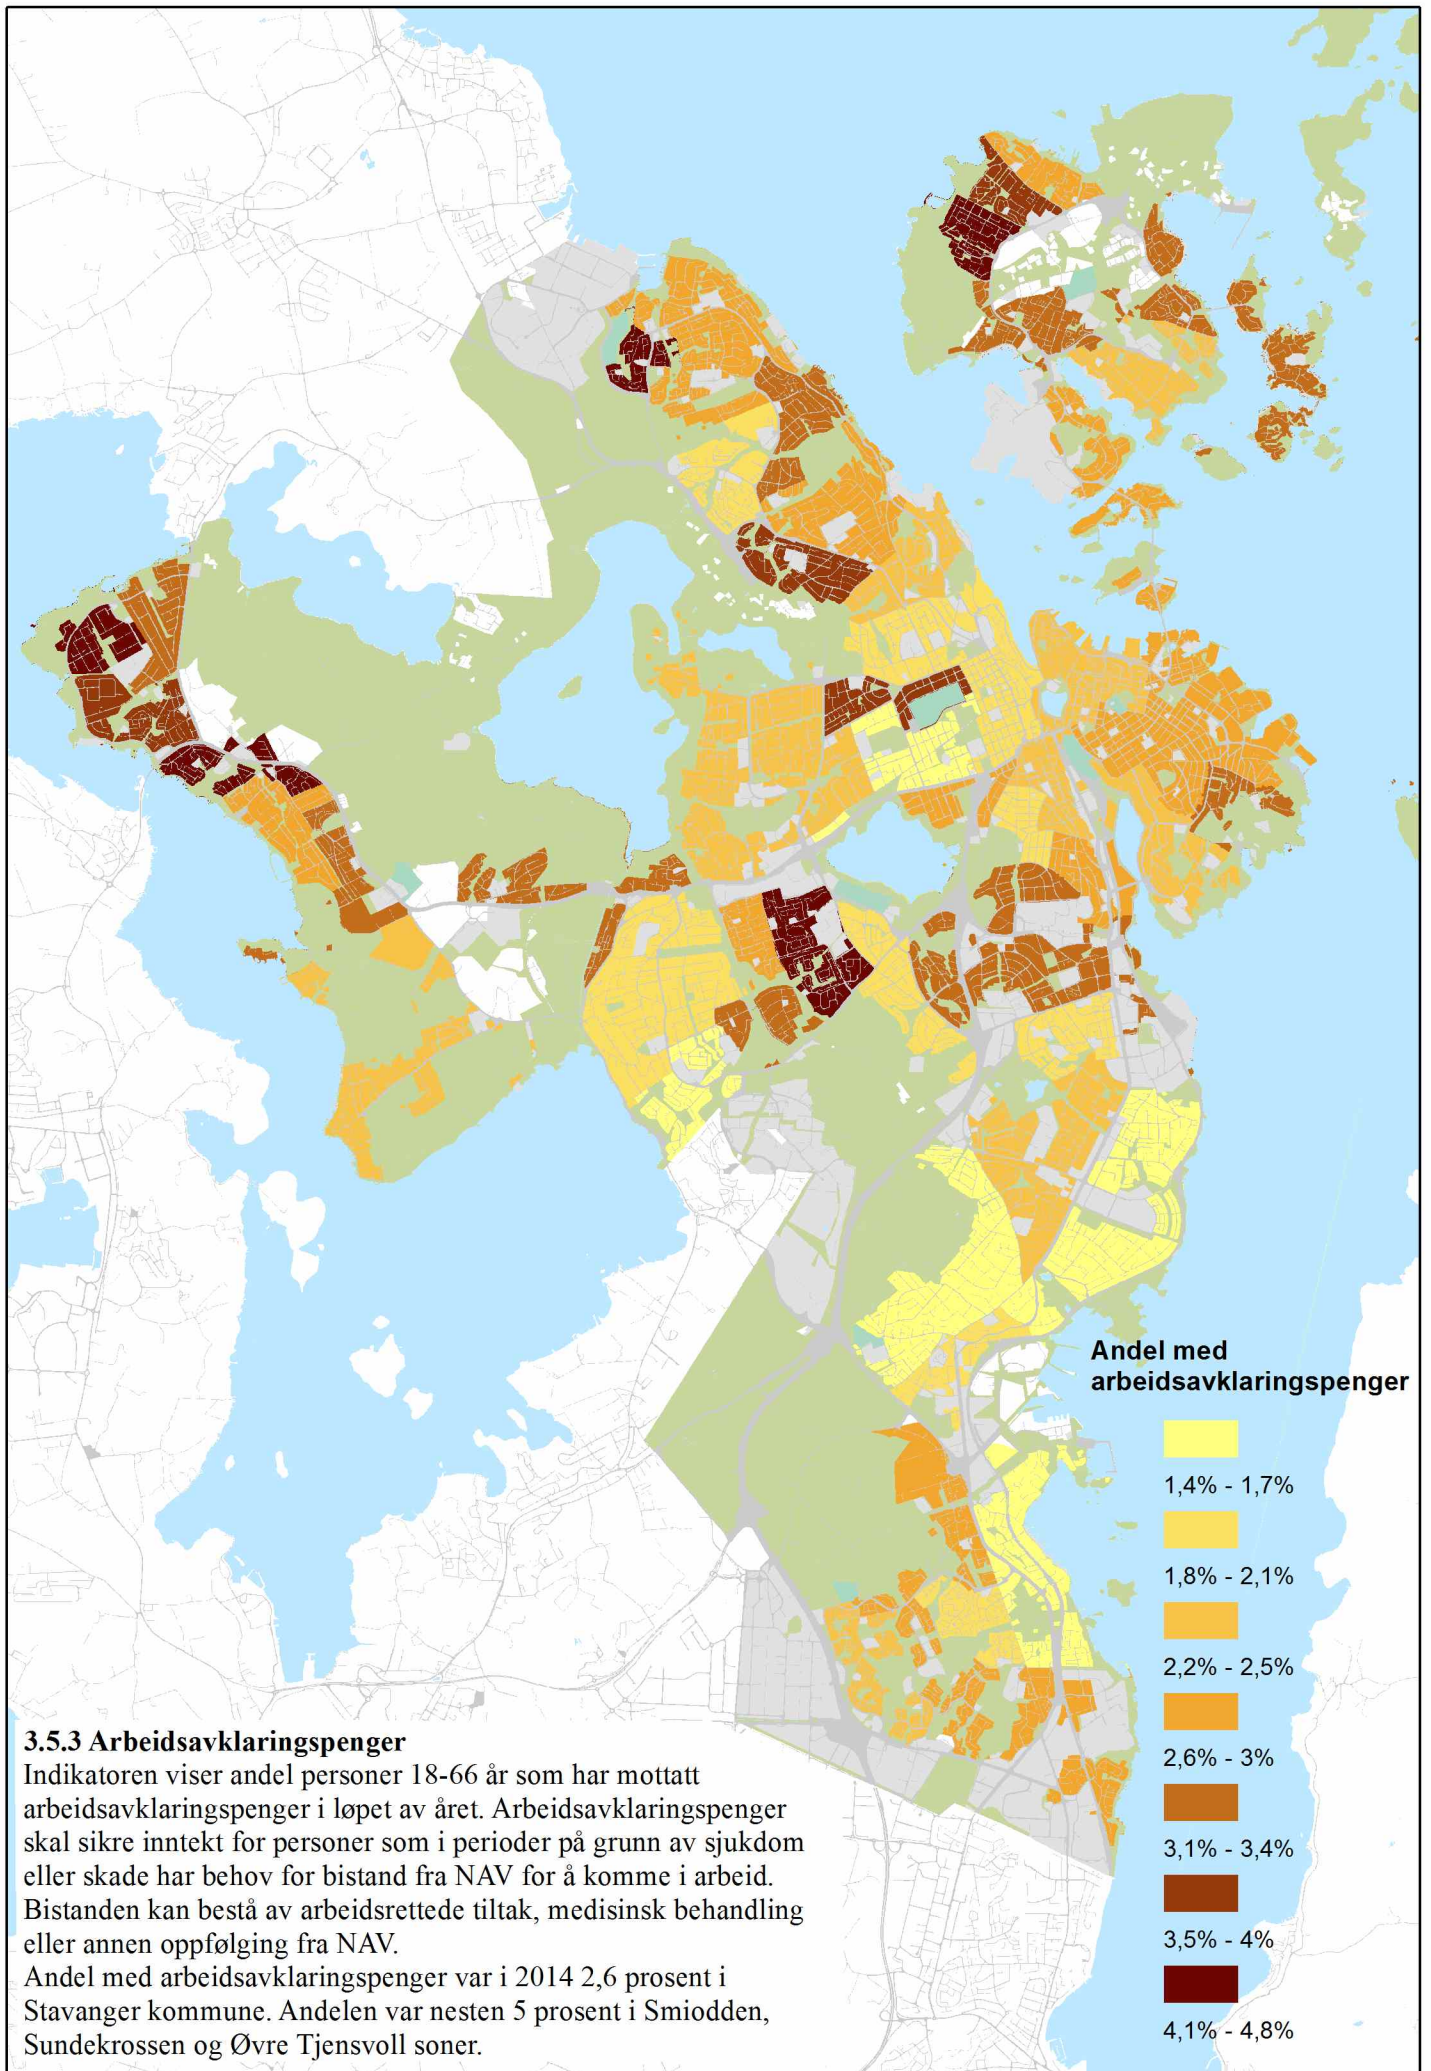 Andel med
arbeidsavklaringspenger
1,4% - 1,7%
1,8% - 2,1%
2,2% - 2,5%
2,6% - 3%
3,1% - 3,4%
3,5% - 4%
4,1% - 4,8%
3.5.3 Arbeidsavklaringspenger
Indikatoren viser andel personer 18-66 år som har mottatt
arbeidsavklaringspenger i løpet av året. Arbeidsavklaringspenger
skal sikre inntekt for personer som i perioder på grunn av sjukdom
eller skade har behov for bistand fra NAV for å komme i arbeid.
Bistanden kan bestå av arbeidsrettede tiltak, medisinsk behandling
eller annen oppfølging fra NAV.
Andel med arbeidsavklaringspenger var i 2014 2,6 prosent i
Stavanger kommune. Andelen var nesten 5 prosent i Smiodden,
Sundekrossen og Øvre Tjensvoll soner.